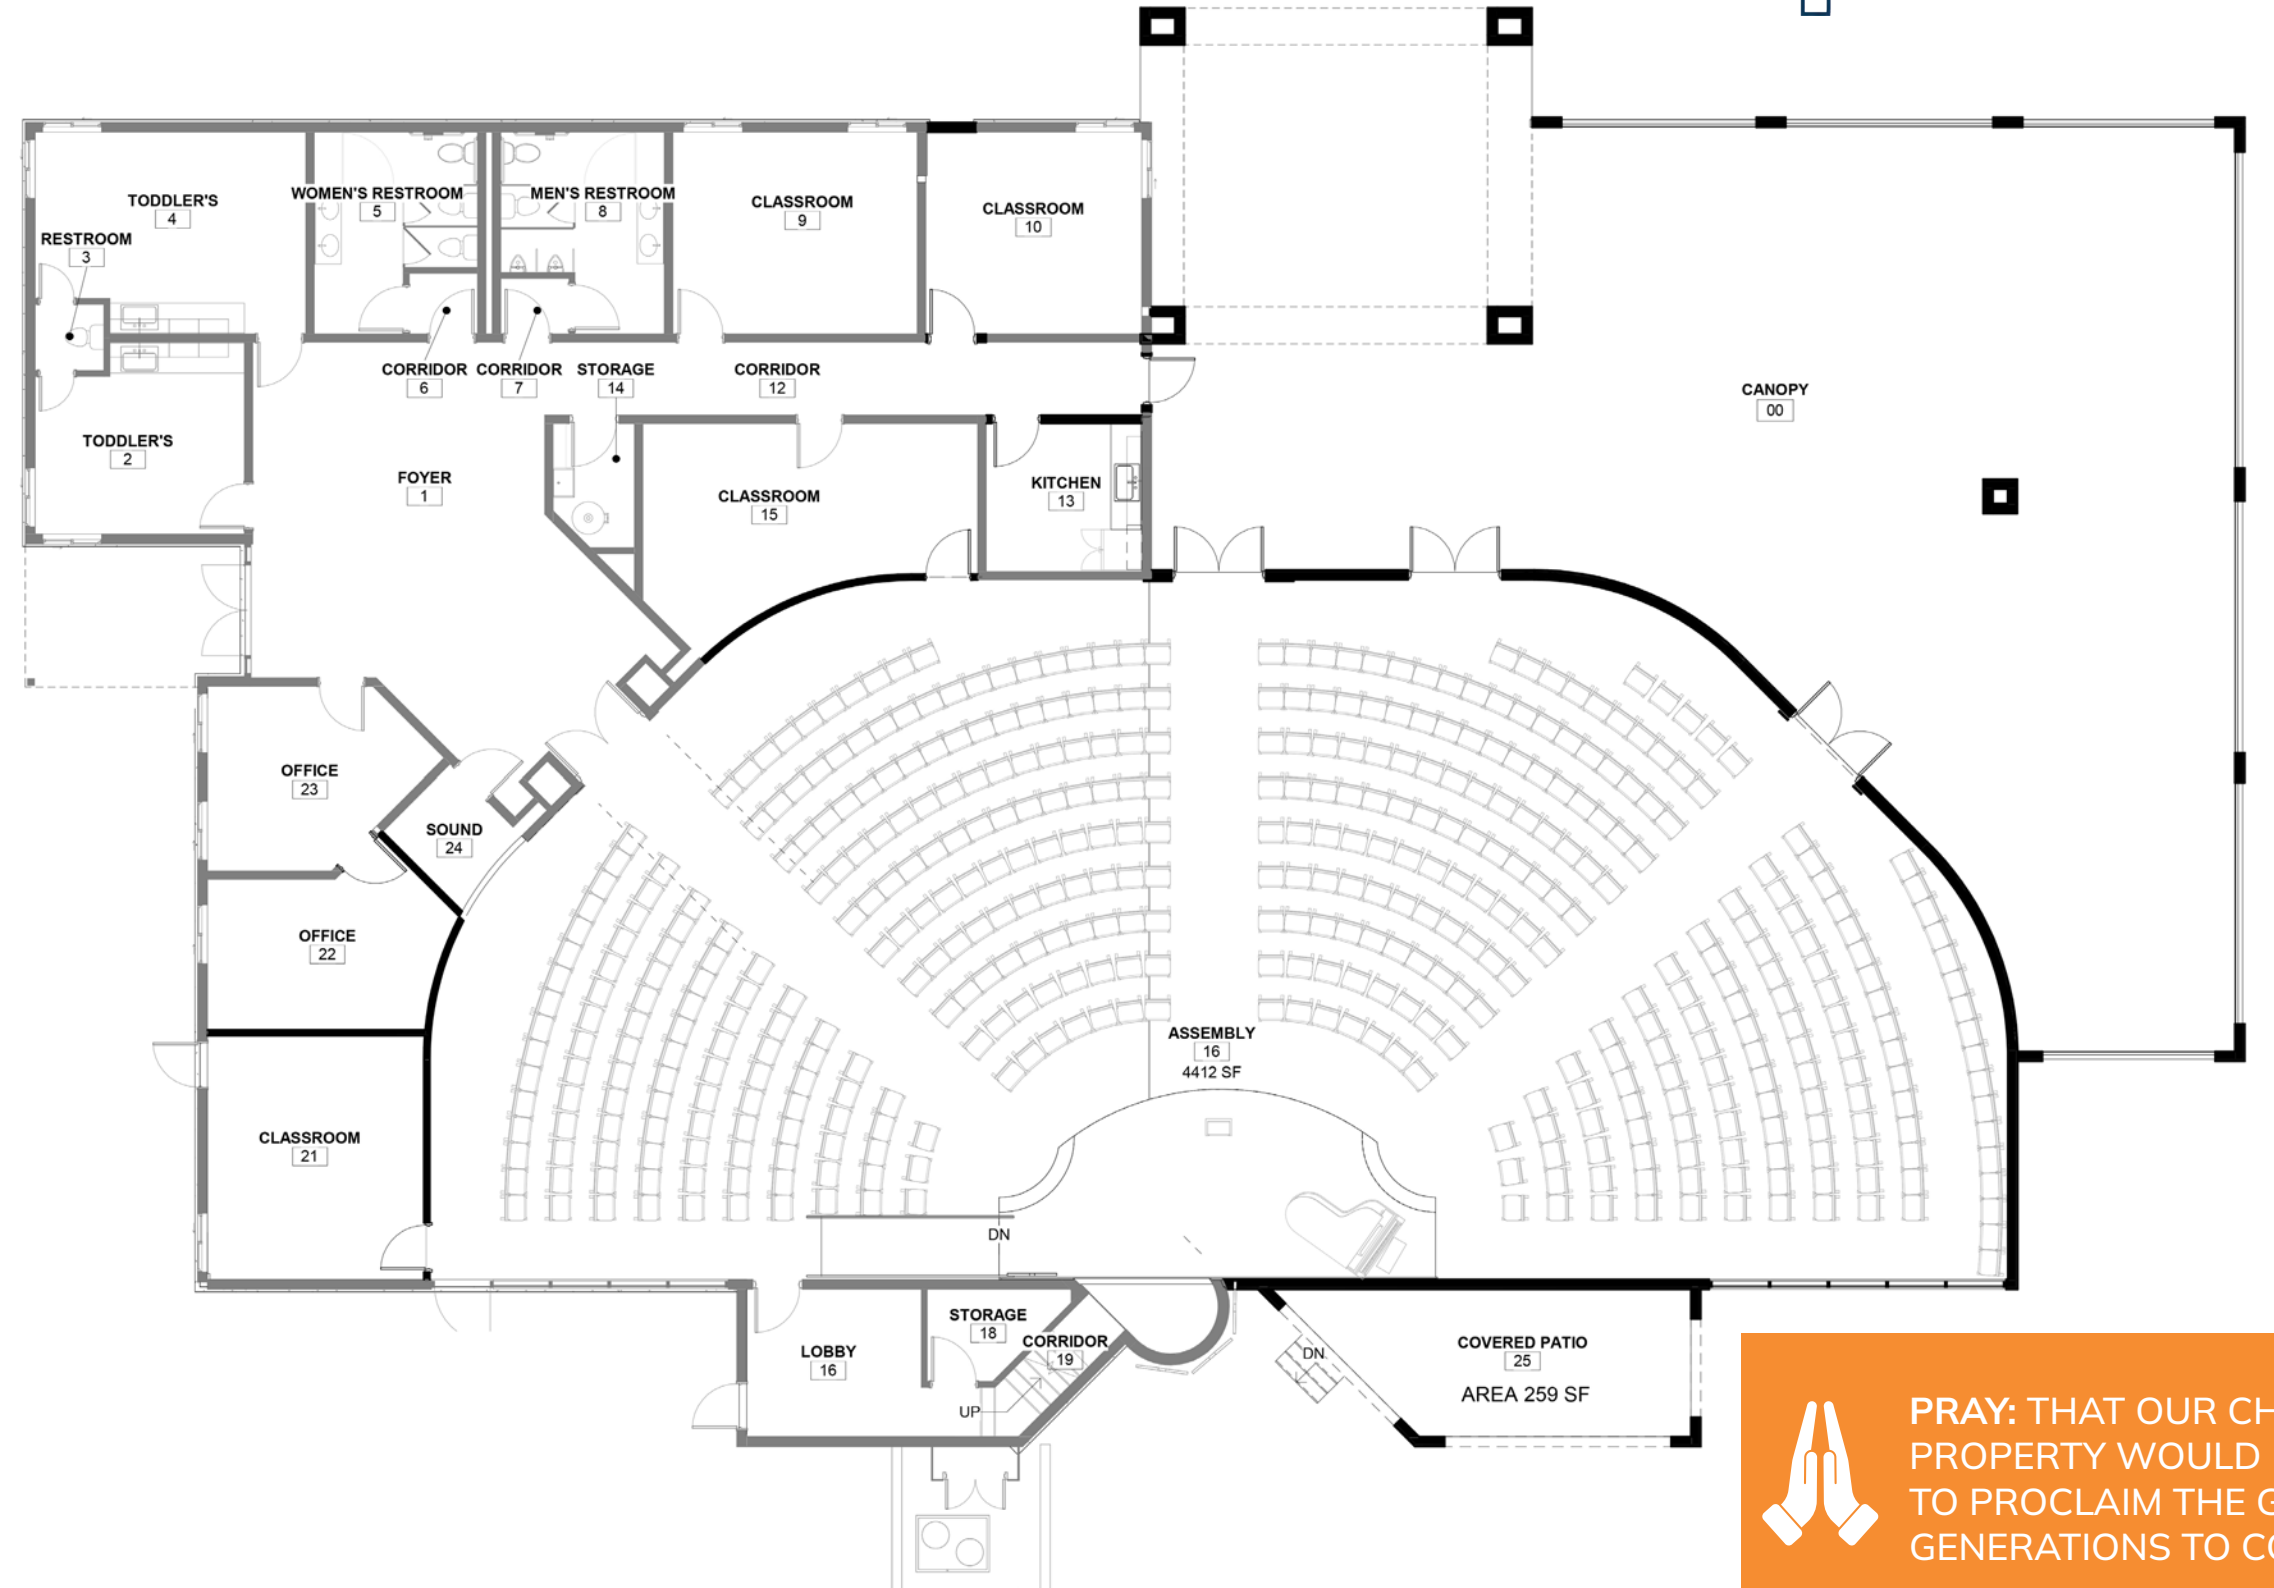 TODDLER'S
4
WOMEN'S RESTROOM
5
MEN'S RESTROOM
8
CLASSROOM
9
CLASSROOM
10
RESTROOM
3
CORRIDOR
6
CORRIDOR
7
STORAGE
14
CORRIDOR
12
CANOPY
00
TODDLER'S
2
FOYER
1
CLASSROOM
15
KITCHEN
13
OFFICE
23
SOUND
24
OFFICE
22
ASSEMBLY
16
4412 SF
CLASSROOM
21
DN
STORAGE
18
CORRIDOR
19
LOBBY
16
UP
DN
COVERED PATIO
25
AREA 259 SF
PRAY: THAT OUR CH
PROPERTY WOULD
TO PROCLAIM THE G
GENERATIONS TO CO